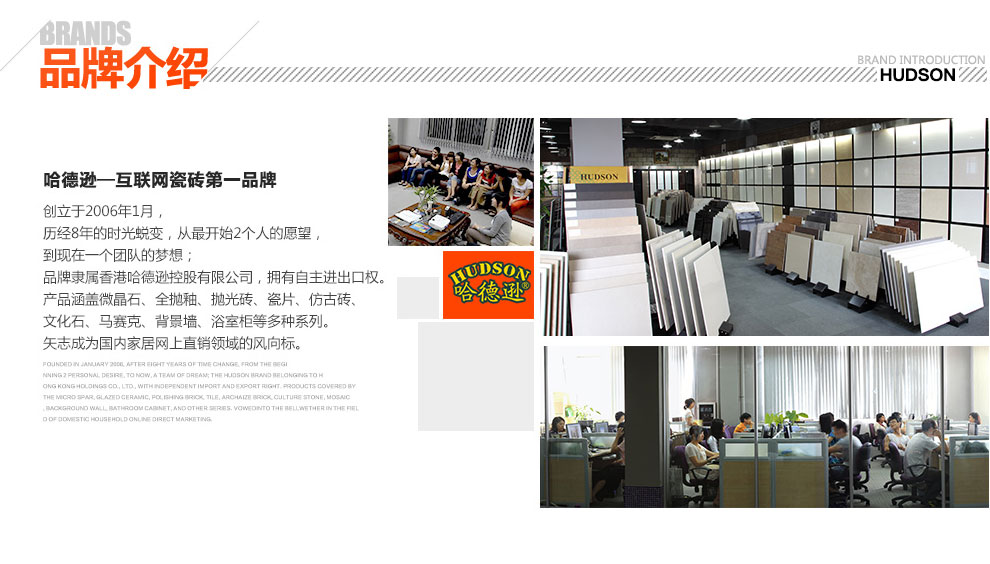 BRANDS
品牌介绍
BRAND INTRODUCTION
HUDSON
哈德逊—互联网瓷砖第一品牌
创立于2006年1月，
历经8年的时光蜕变，从最开始2个人的愿望，
到现在一个团队的梦想；
品牌隶属香港哈德逊控股有限公司，拥有自主进出口权。
产品涵盖微晶石、全抛釉、抛光砖、瓷片、仿古砖、
文化石、马赛克、背景墙、浴室柜等多种系列。
矢志成为国内家居网上直销领域的风向标。
FOUNDED IN JANUARY 2006, AFTER EIGHT YEARS OF TIME CHANGE, FROM THE BEGI
NNING 2 PERSONAL DESIRE, TO NOW, A TEAM OF DREAM; THE HUDSON BRAND BELONGING TO H
ONG KONG HOLDINGS CO., LTD., WITH INDEPENDENT IMPORT AND EXPORT RIGHT. PRODUCTS COVERED BY
THE MICRO SPAR, GLAZED CERAMIC, POLISHING BRICK, TILE, ARCHAIZE BRICK, CULTURE STONE, MOSAIC
, BACKGROUND WALL, BATHROOM CABINET, AND OTHER SERIES. VOWEDINTO THE BELLWETHER IN THE FIEL
D OF DOMESTIC HOUSEHOLD ONLINE DIRECT MARKETING.
HUDSON
哈德逊®
HUDSON